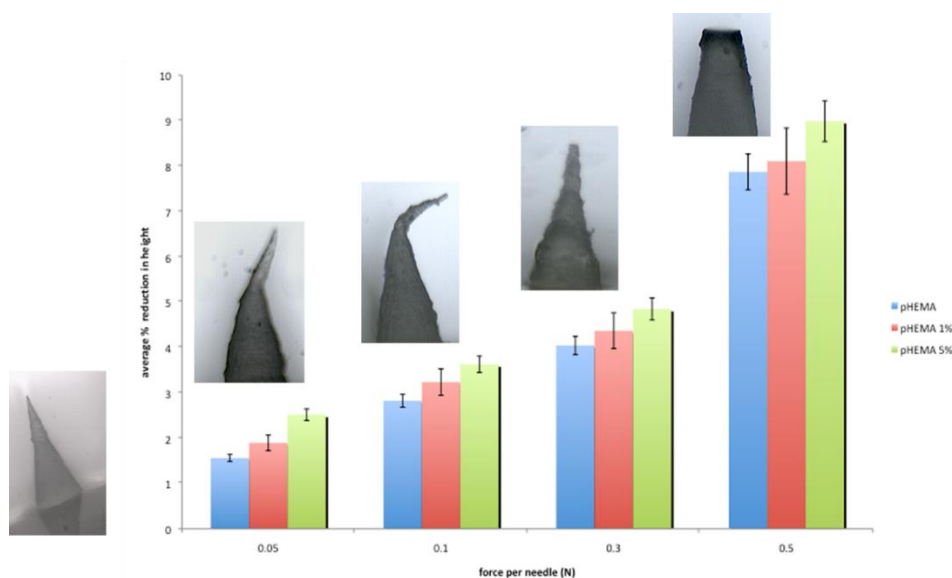 10
9
8
7
6
5
4
3
2
1
0
average % reduction in height
0.05 0.1 0.3 0.5
force per needle (N)
pHEMA
pHEMA 1%
pHEMA 5%